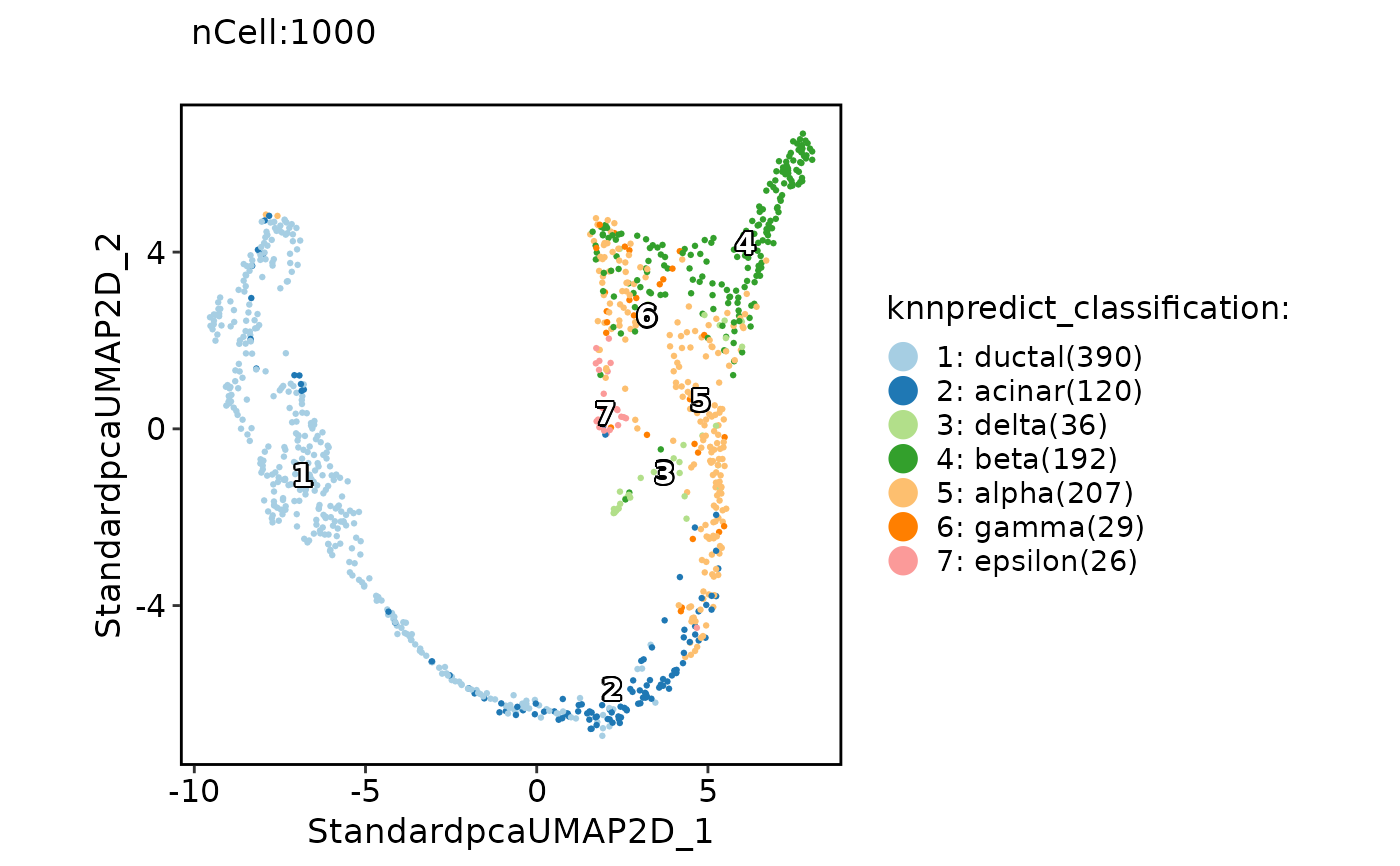 nCell:1000
StandardpcaUMAP2D_2
4
0
-4
-10
-5
0
5
StandardpcaUMAP2D_1
1
2
3
4
5
6
7
knnpredict_classification:
1: ductal(390)
2: acinar(120)
3: delta(36)
4: beta(192)
5: alpha(207)
6: gamma(29)
7: epsilon(26)